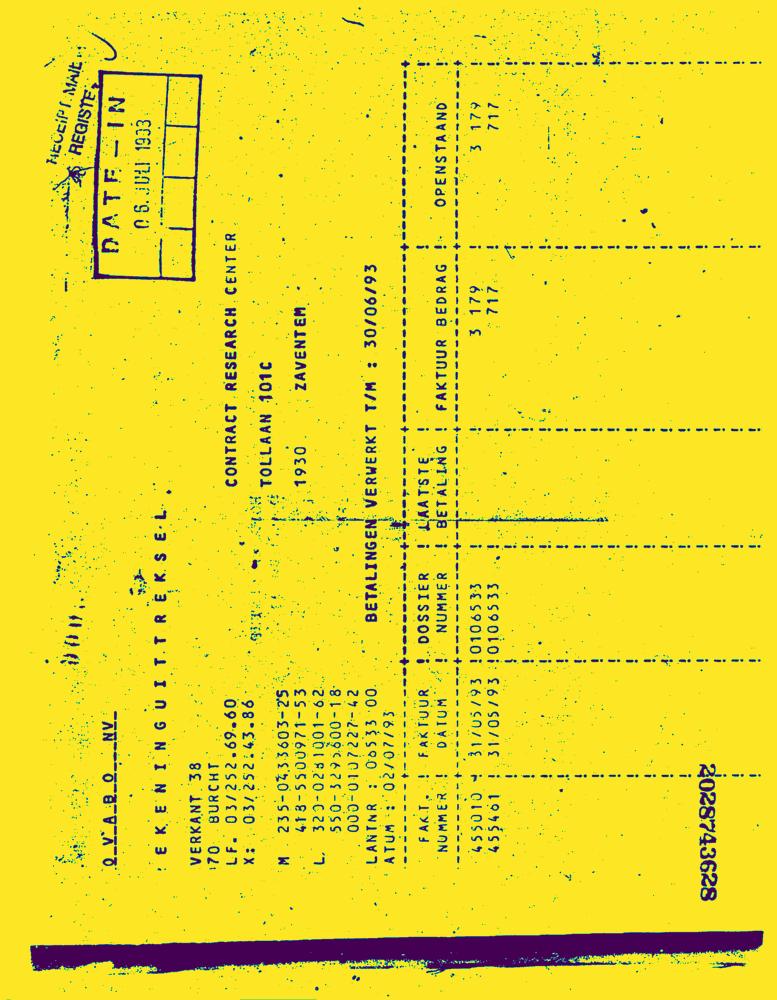 RECEIPT MAIL
REGISTE
DATE-IN
06 JULI 1993
OVABO NV
EKENINGUITTREKSEL.
VERKANT 38
70 BURCHT
LF. 03/252.69.60
X: 03/252.43.86
CONTRACT RESEARCH CENTER
TOLLAAN 101C
1930 ZAVENTEM
M 235-0433603-25
418-5500971-53
L. 320-0281001-62
550-3295600-18
000-0107227-42
LANTNR : 06533 00
ATUM : 02/07/93
BETALINGEN VERWERKT T/M : 30/06/93
FAKT. ! FAKTUUR ! DOSSIER ! LAATSTE ! !
NUMMER ! DATUM ! NUMMER ! BETALING ! FAKTUUR BEDRAG ! OPENSTAAND
455010 31/05/93 !0106533 3 179 3 179
455461 ! 31/05/93 !0106533 717 717
2028743628